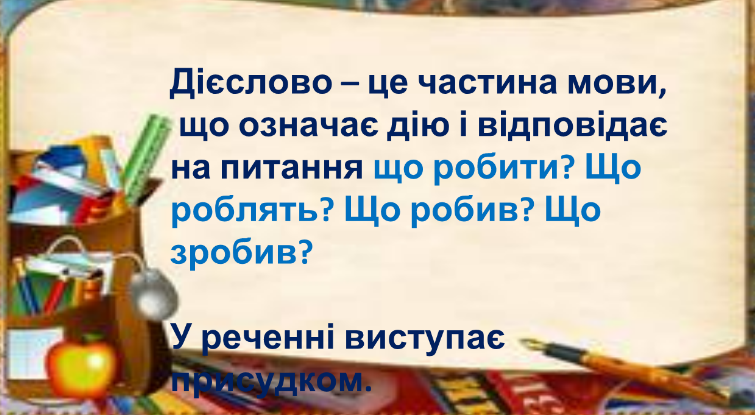 Дієслово – це частина мови,
що означає дію і відповідає
на питання що робити? Що
роблять? Що робив? Що
зробив?
У реченні виступає
присудком.